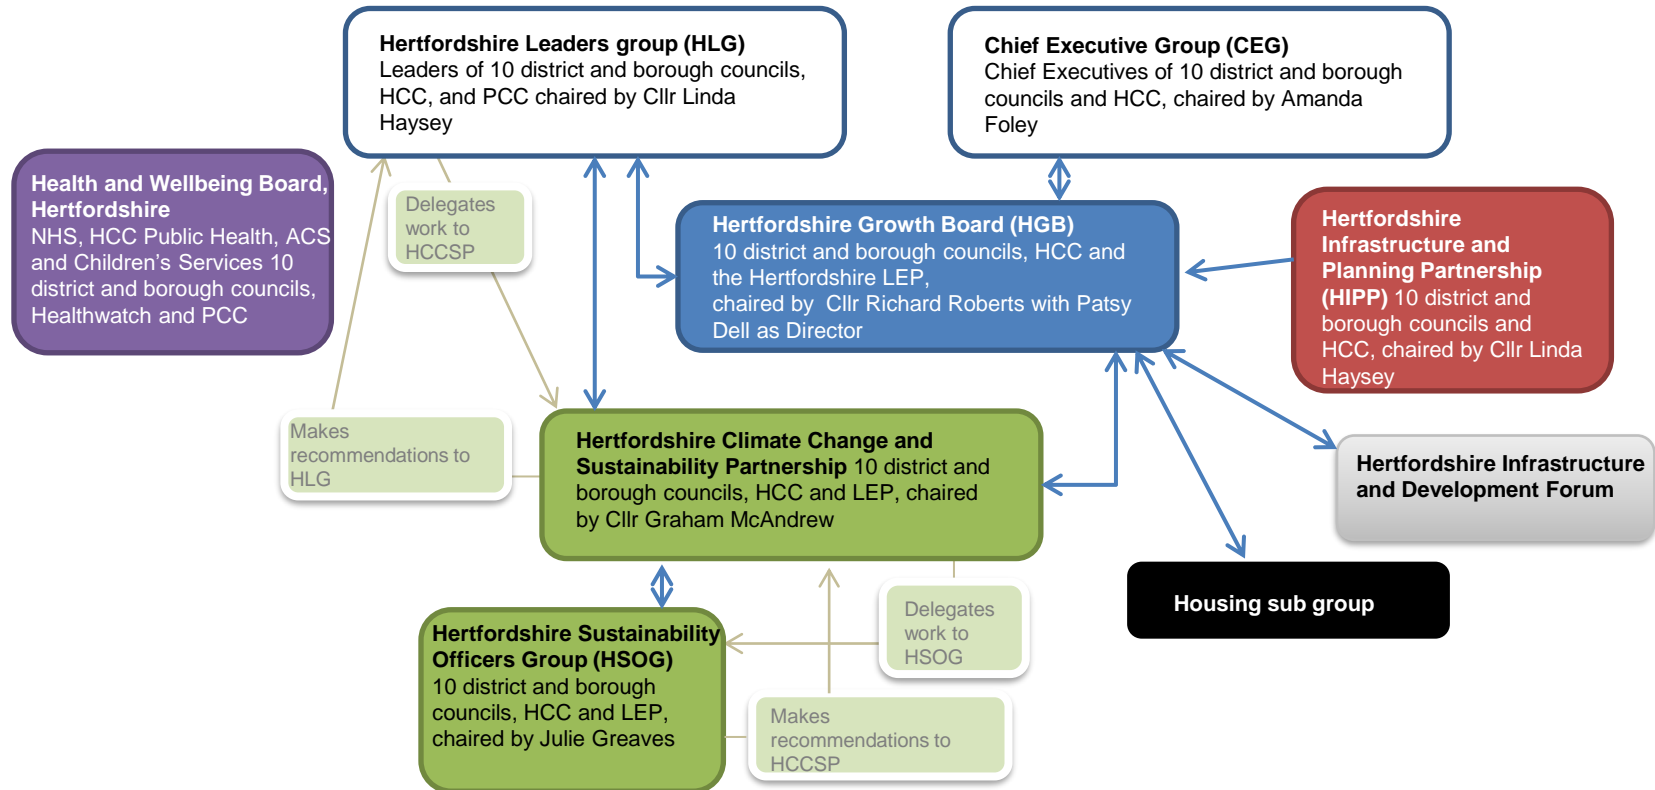 Hertfordshire Leaders group (HLG)
Leaders of 10 district and borough councils,
HCC, and PCC chaired by Cllr Linda
Haysey
Chief Executive Group (CEG)
Chief Executives of 10 district and borough
councils and HCC, chaired by Amanda
Foley
Health and Wellbeing Board,
Hertfordshire
NHS, HCC Public Health, ACS
and Children’s Services 10
district and borough councils,
Healthwatch and PCC
Delegates
work to
HCCSP
Hertfordshire Growth Board (HGB)
10 district and borough councils, HCC and
the Hertfordshire LEP,
chaired by  Cllr Richard Roberts with Patsy
Dell as Director
Hertfordshire
Infrastructure and
Planning Partnership
(HIPP) 10 district and
borough councils and
HCC, chaired by Cllr Linda
Haysey
Makes
recommendations to
HLG
Hertfordshire Climate Change and
Sustainability Partnership 10 district and
borough councils, HCC and LEP, chaired
by Cllr Graham McAndrew
Hertfordshire Infrastructure
and Development Forum
Housing sub group
Delegates
work to
HSOG
Hertfordshire Sustainability
Officers Group (HSOG)
10 district and borough
councils, HCC and LEP,
chaired by Julie Greaves
Makes
recommendations to
HCCSP